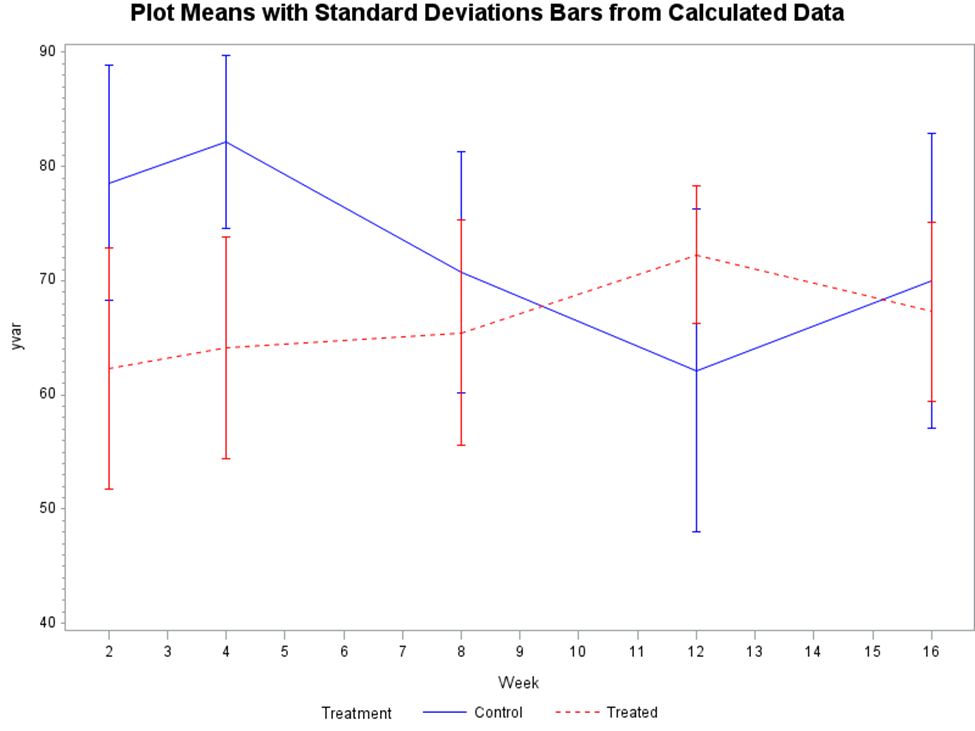 Plot Means with Standard Deviations Bars from Calculated Data
90
80
70
60
50
40
yvar
2 3 4 5 6 7 8 9 10 11 12 13 14 15 16
Week
Treatment Control Treated